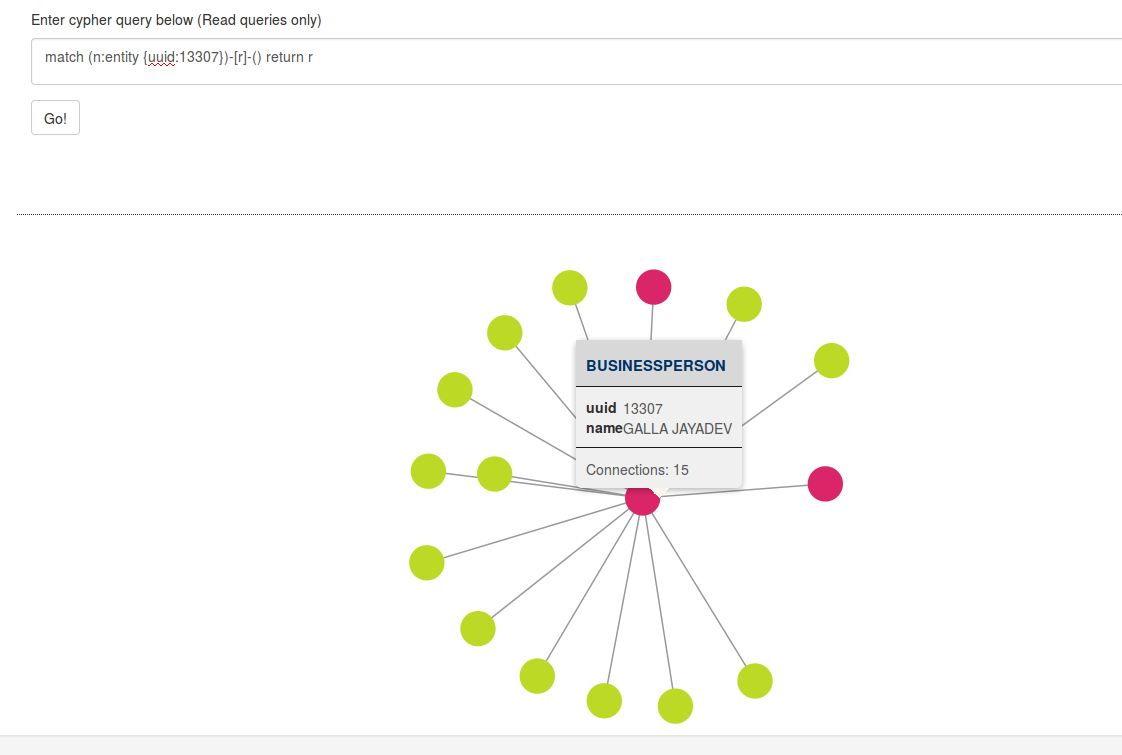 Enter cypher query below (Read queries only)
match (n:entity {uuid:13307})-[r]-() return r
Go!
BUSINESSPERSON
uuid 13307
nameGALLA JAYADEV
Connections: 15